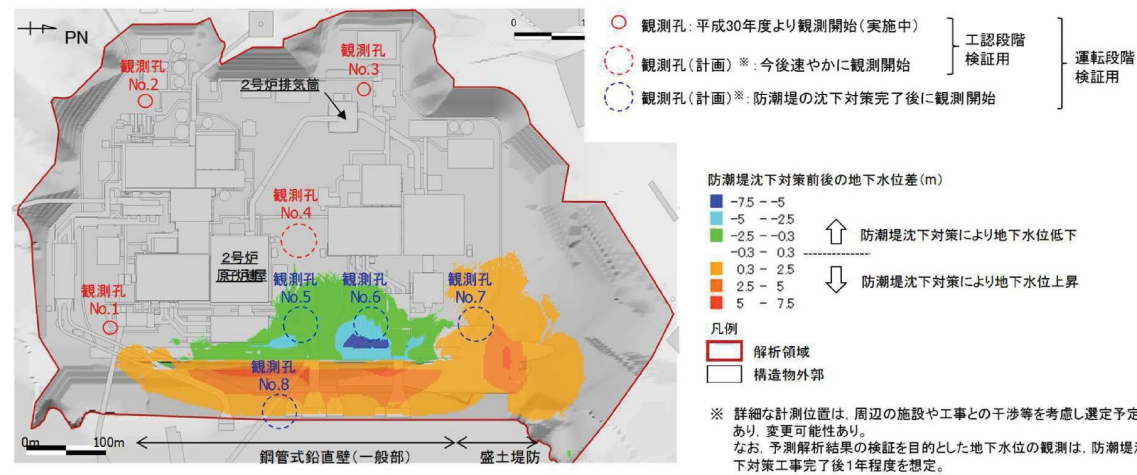 PN
0
観測孔
No.2
観測孔
No.3
2号炉排気筒
観測孔
No.4
2号炉
原子炉建屋
観測孔
No.1
観測孔
No.5
観測孔
No.6
観測孔
No.7
観測孔
No.8
0m 100m
鋼管式鉛直壁(一般部)
盛土堤防
観測孔:平成30年度より観測開始(実施中)
観測孔(計画)※:今後速やかに観測開始
観測孔(計画)※:防潮堤の沈下対策完了後に観測開始
工認段階
検証用
運転段階
検証用
防潮堤沈下対策前後の地下水位差(m)
-7.5 - -5
-5 - -2.5
-2.5 - -0.3
-0.3 - 0.3
0.3 - 2.5
2.5 - 5
5 - 7.5
防潮堤沈下対策により地下水位低下
防潮堤沈下対策により地下水位上昇
凡例
解析領域
構造物外郭
※ 詳細な計測位置は,周辺の施設や工事との干渉等を考慮し選定予定
あり,変更可能性あり。
なお,予測解析結果の検証を目的とした地下水位の観測は,防潮堤
下対策工事完了後1年程度を想定。